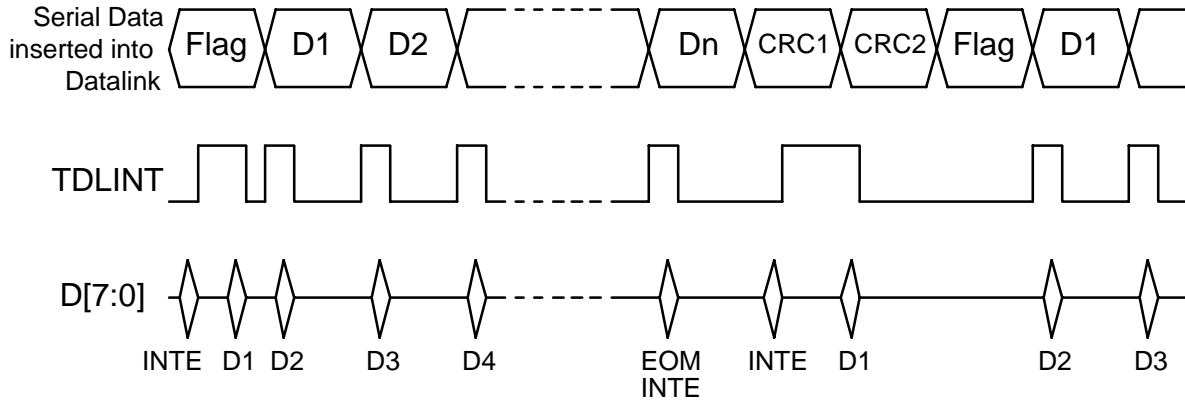 Serial Data
inserted into
Datalink
Flag D1 D2 Dn CRC1 CRC2 Flag D1
TDLINT
D[7:0]
INTE D1 D2 D3 D4 EOM INTE D1 D2 D3
INTE